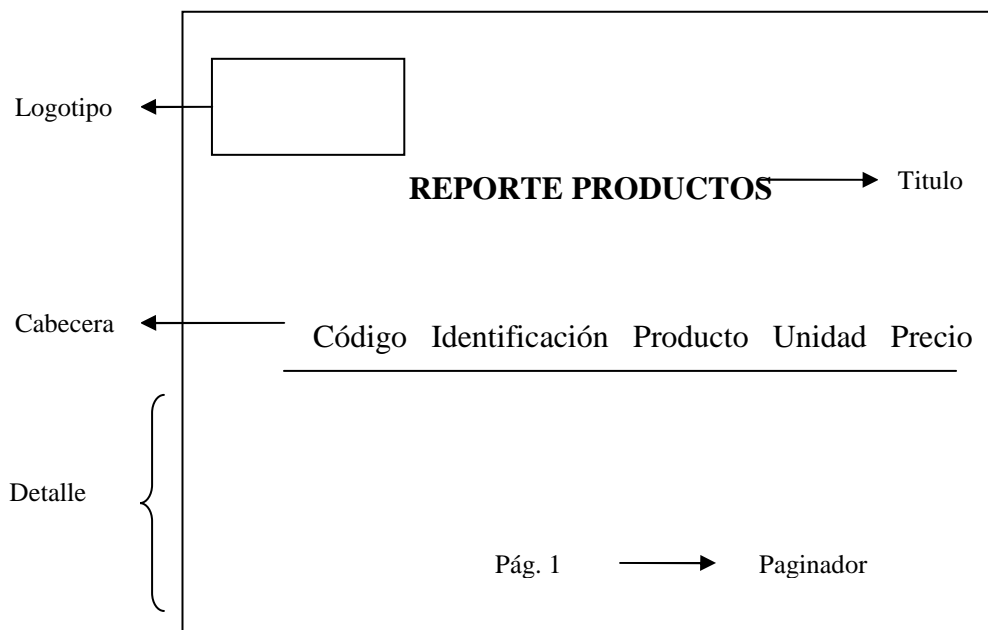 Logotipo
REPORTE PRODUCTOS
Titulo
Cabecera
Código Identificación Producto Unidad Precio
Detalle
Pág. 1
Paginador